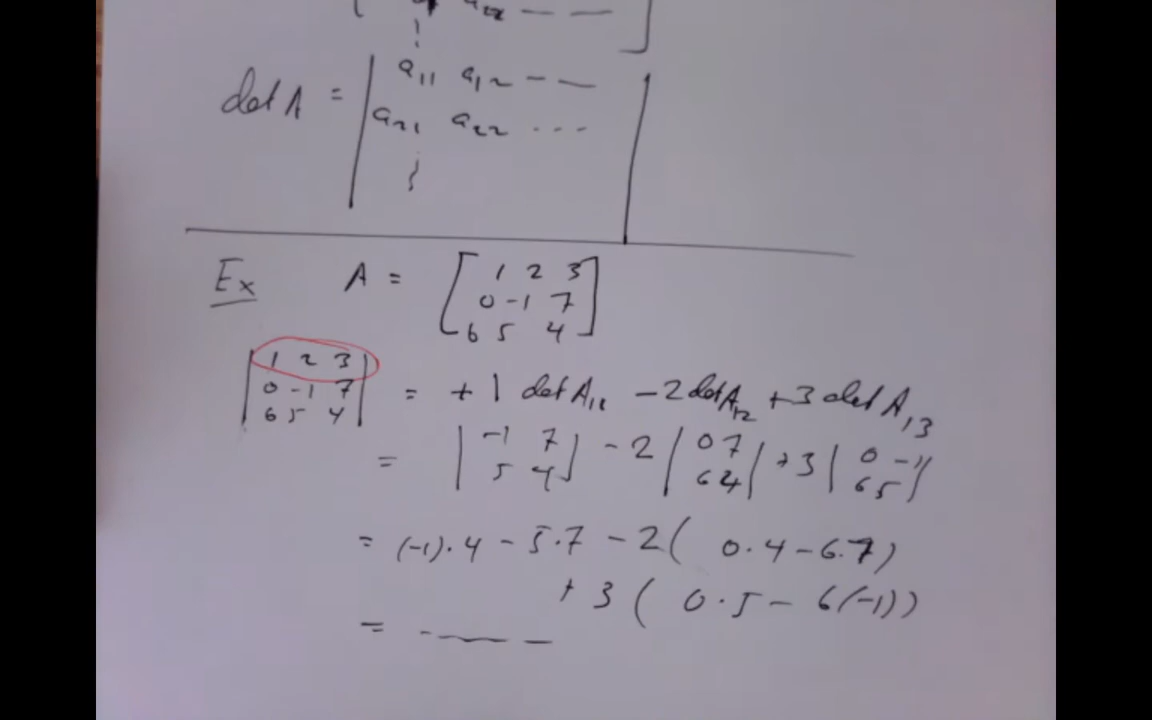 a₂₂ — —
⋮
det A = | a₁₁ a₁₂ — — |
| a₂₁ a₂₂ ... |
⋮
Ex A = [ 1 2 3
0 -1 7
6 5 4 ]
| 1 2 3 |
| 0 -1 7 |
| 6 5 4 | = + 1 det A₁₁ - 2 det A₁₂ + 3 det A₁₃
= | -1 7 | - 2 | 0 7 | + 3 | 0 -1 |
| 5 4 | | 6 4 | | 6 5 |
= (-1).4 - 5.7 - 2( 0.4 - 6.7)
+ 3 ( 0.5 - 6(-1))
= - — —